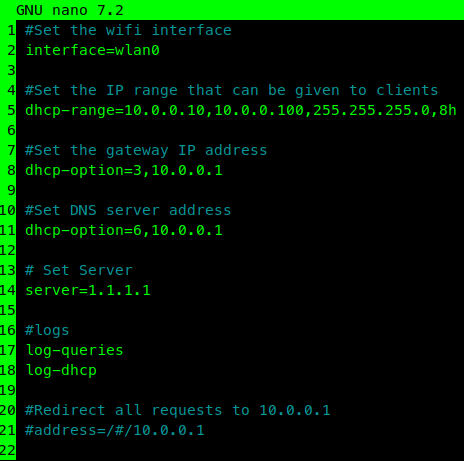 GNU nano 7.2
1 #Set the wifi interface
2 interface=wlan0
3
4 #Set the IP range that can be given to clients
5 dhcp-range=10.0.0.10,10.0.0.100,255.255.255.0,8h
6
7 #Set the gateway IP address
8 dhcp-option=3,10.0.0.1
9
10 #Set DNS server address
11 dhcp-option=6,10.0.0.1
12
13 # Set Server
14 server=1.1.1.1
15
16 #logs
17 log-queries
18 log-dhcp
19
20 #Redirect all requests to 10.0.0.1
21 #address=/#/10.0.0.1
22